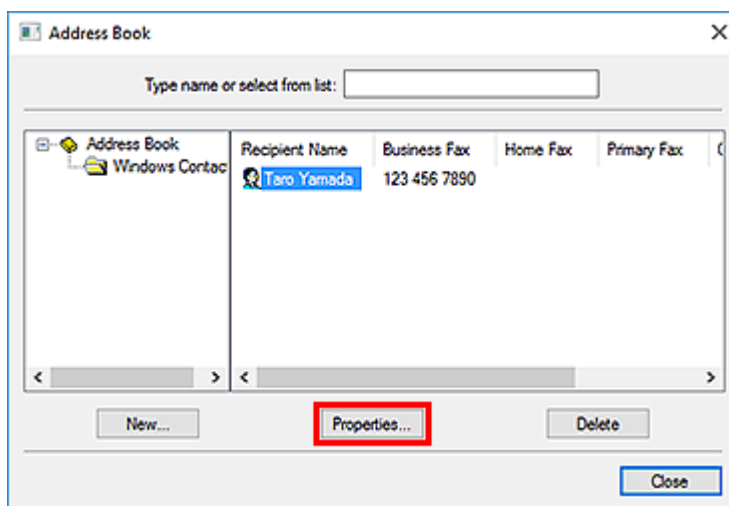 Address Book
Type name or select from list:
Address Book
Windows Contac
Recipient Name Business Fax Home Fax Primary Fax
Taro Yamada 123 456 7890
New... Properties... Delete
Close